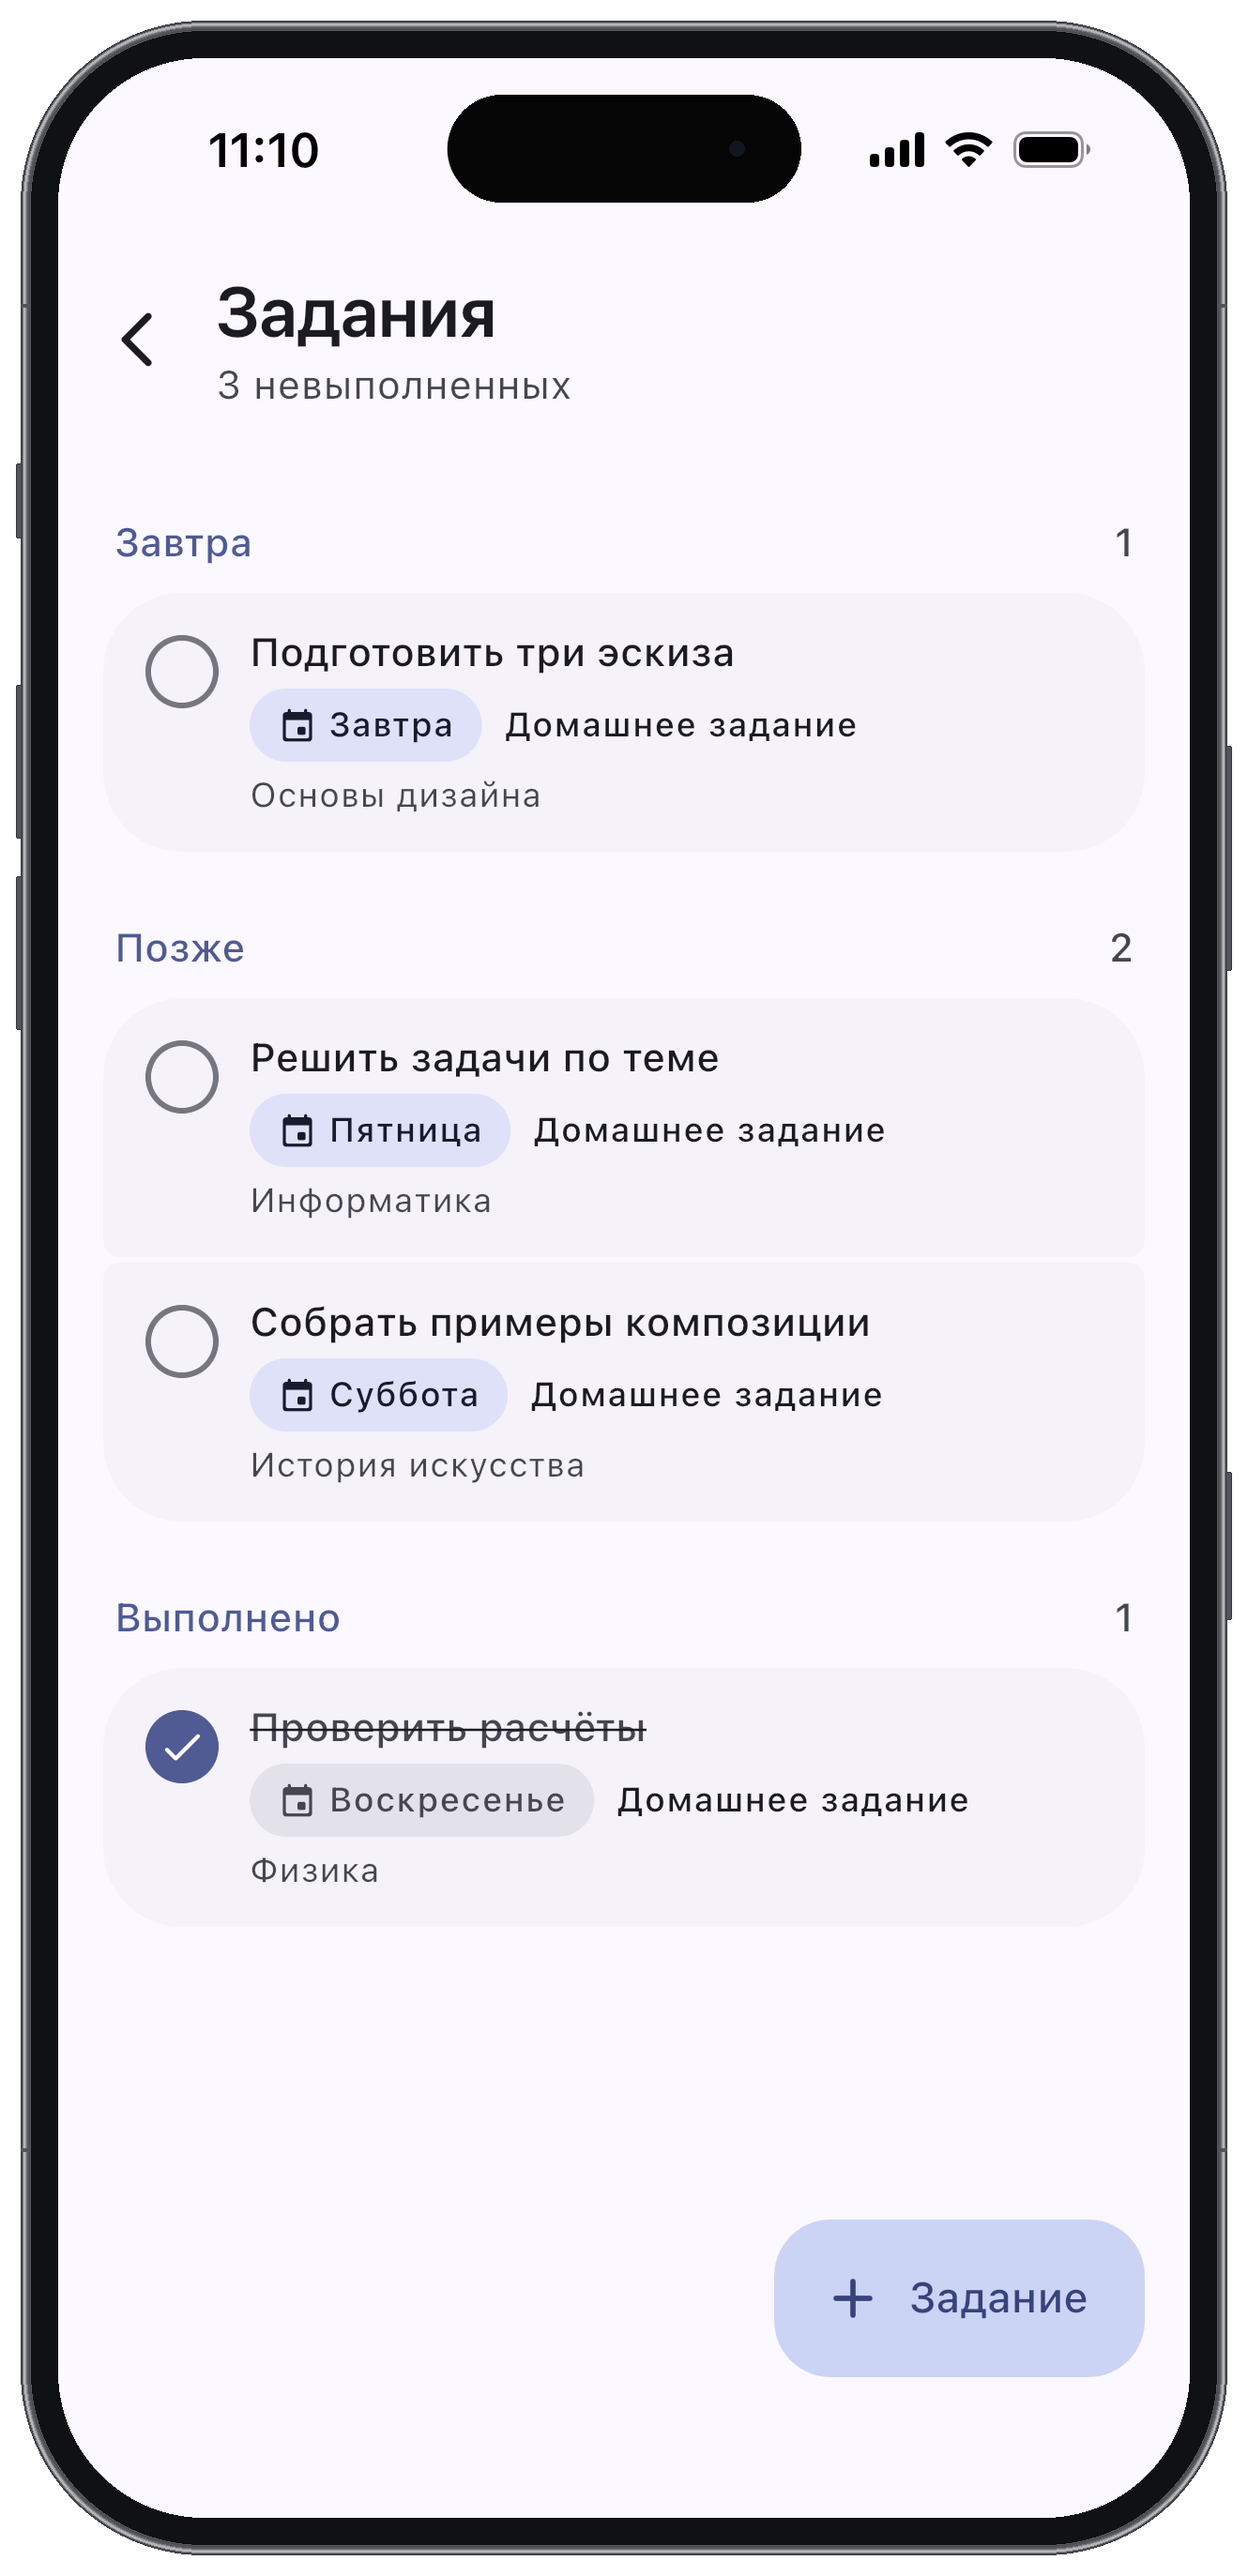 11:10
Задания
3 невыполненных
Завтра 1
Подготовить три эскиза
Завтра Домашнее задание
Основы дизайна
Позже 2
Решить задачи по теме
Пятница Домашнее задание
Информатика
Собрать примеры композиции
Суббота Домашнее задание
История искусства
Выполнено 1
Проверить расчёты
Воскресенье Домашнее задание
Физика
+ Задание